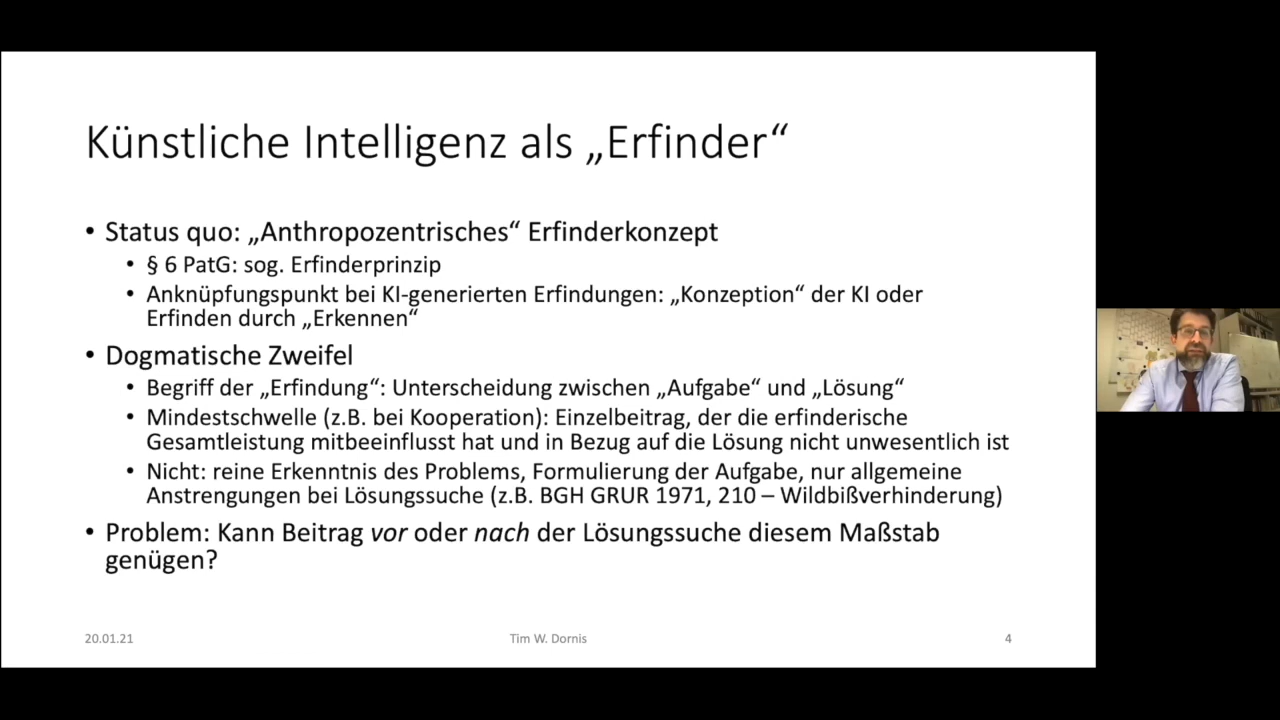 Künstliche Intelligenz als „Erfinder“
• Status quo: „Anthropozentrisches“ Erfinderkonzept
• § 6 PatG: sog. Erfinderprinzip
• Anknüpfungspunkt bei KI-generierten Erfindungen: „Konzeption“ der KI oder
Erfinden durch „Erkennen“
• Dogmatische Zweifel
• Begriff der „Erfindung“: Unterscheidung zwischen „Aufgabe“ und „Lösung“
• Mindestschwelle (z.B. bei Kooperation): Einzelbeitrag, der die erfinderische
Gesamtleistung mitbeeinflusst hat und in Bezug auf die Lösung nicht unwesentlich ist
• Nicht: reine Erkenntnis des Problems, Formulierung der Aufgabe, nur allgemeine
Anstrengungen bei Lösungssuche (z.B. BGH GRUR 1971, 210 – Wildbißverhinderung)
• Problem: Kann Beitrag vor oder nach der Lösungssuche diesem Maßstab
genügen?
20.01.21
Tim W. Dornis
4